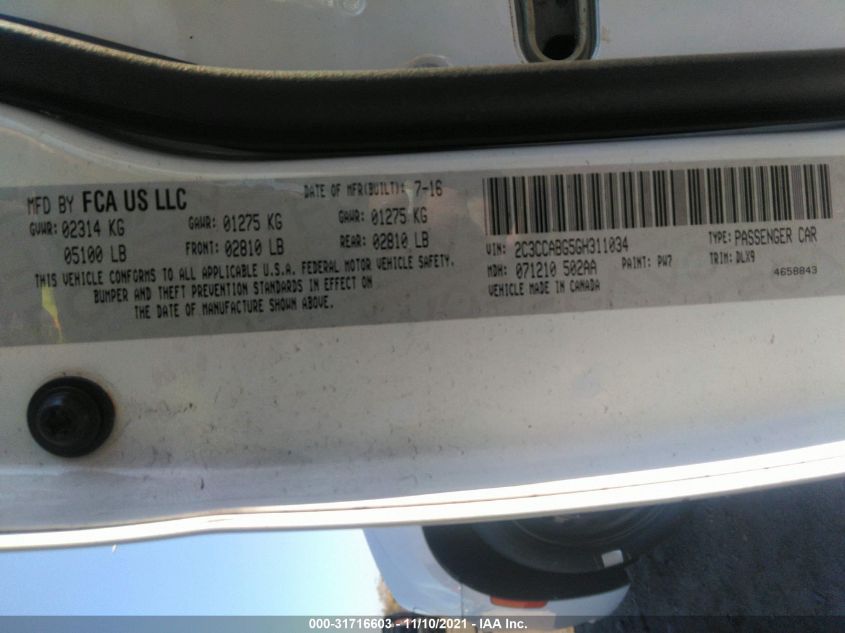 MFD BY FCA US LLC
DATE OF MFR(BUILT): 7-16
GVWR: 02314 KG
GAWR: 01275 KG
GAWR: 01275 KG
05100 LB
FRONT: 02810 LB
REAR: 02810 LB
THIS VEHICLE CONFORMS TO ALL APPLICABLE U.S.A. FEDERAL MOTOR VEHICLE SAFETY,
BUMPER AND THEFT PREVENTION STANDARDS IN EFFECT ON
THE DATE OF MANUFACTURE SHOWN ABOVE.
VIN: 2C3CCABG5GH311034
TYPE: PASSENGER CAR
MDH: 071210 502AA
PAINT: PW7
TRIM: DLX9
VEHICLE MADE IN CANADA
4658843
000-31716603 — 11/10/2021 — IAA Inc.